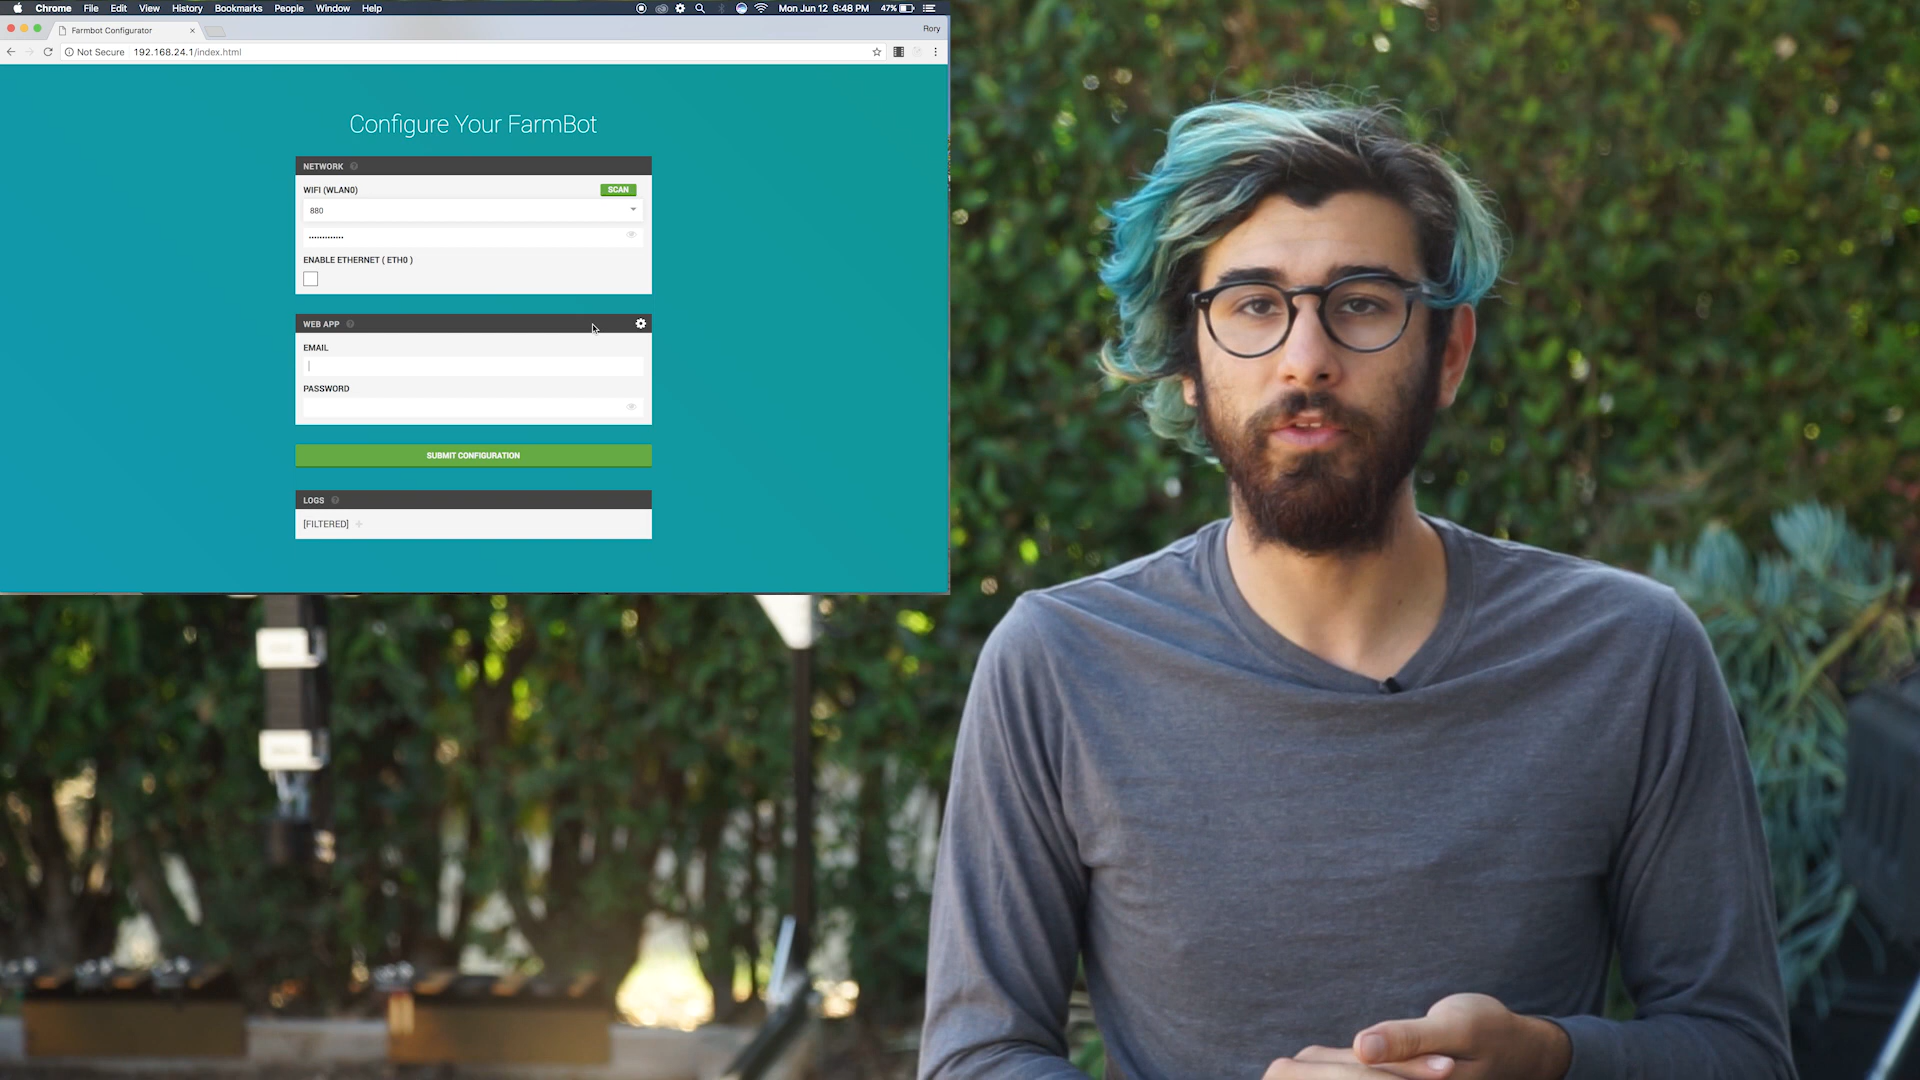 Chrome File Edit View History Bookmarks People Window Help Mon Jun 12 6:48 PM 47%
Farmbot Configurator Rory
Not Secure 192.168.24.1/index.html
Configure Your FarmBot
NETWORK
WIFI (WLAN0) SCAN
880
•••••••••••••
ENABLE ETHERNET ( ETH0 )
WEB APP
EMAIL
PASSWORD
SUBMIT CONFIGURATION
LOGS
[FILTERED] +